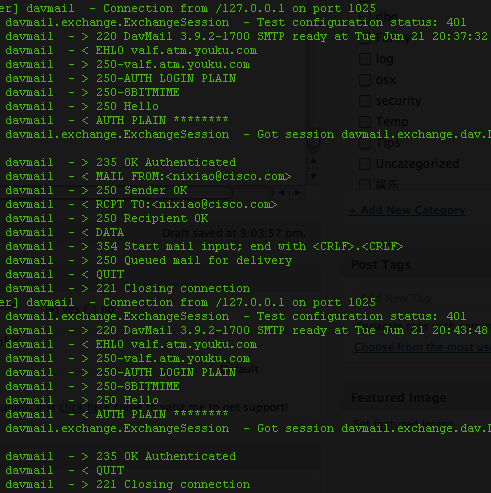 er] davmail  - Connection from /127.0.0.1 on port 1025
davmail.exchange.ExchangeSession  - Test configuration status: 401
davmail  - > 220 DavMail 3.9.2-1700 SMTP ready at Tue Jun 21 20:37:32
davmail  - < EHLO valf.atm.youku.com
davmail  - > 250-valf.atm.youku.com
davmail  - > 250-AUTH LOGIN PLAIN
davmail  - > 250-8BITMIME
davmail  - > 250 Hello
davmail  - < AUTH PLAIN ********
davmail.exchange.ExchangeSession  - Got session davmail.exchange.dav.
davmail  - > 235 OK Authenticated
davmail  - < MAIL FROM:<nixiao@cisco.com>
davmail  - > 250 Sender OK
davmail  - < RCPT TO:<nixiao@cisco.com>
davmail  - > 250 Recipient OK
davmail  - < DATA
davmail  - > 354 Start mail input; end with <CRLF>.<CRLF>
davmail  - > 250 Queued mail for delivery
davmail  - < QUIT
davmail  - > 221 Closing connection
er] davmail  - Connection from /127.0.0.1 on port 1025
davmail.exchange.ExchangeSession  - Test configuration status: 401
davmail  - > 220 DavMail 3.9.2-1700 SMTP ready at Tue Jun 21 20:43:48
davmail  - < EHLO valf.atm.youku.com
davmail  - > 250-valf.atm.youku.com
davmail  - > 250-AUTH LOGIN PLAIN
davmail  - > 250-8BITMIME
davmail  - > 250 Hello
davmail  - < AUTH PLAIN ********
davmail.exchange.ExchangeSession  - Got session davmail.exchange.dav.
davmail  - > 235 OK Authenticated
davmail  - < QUIT
davmail  - > 221 Closing connection
log
osx
security
Temp
Tips
Uncategorized
娱乐
+ Add New Category
Draft saved at 9:03:57 pm.
Post Tags
Add New Tag
Choose from the most use
Featured Image
Set featured image
click
to get support!